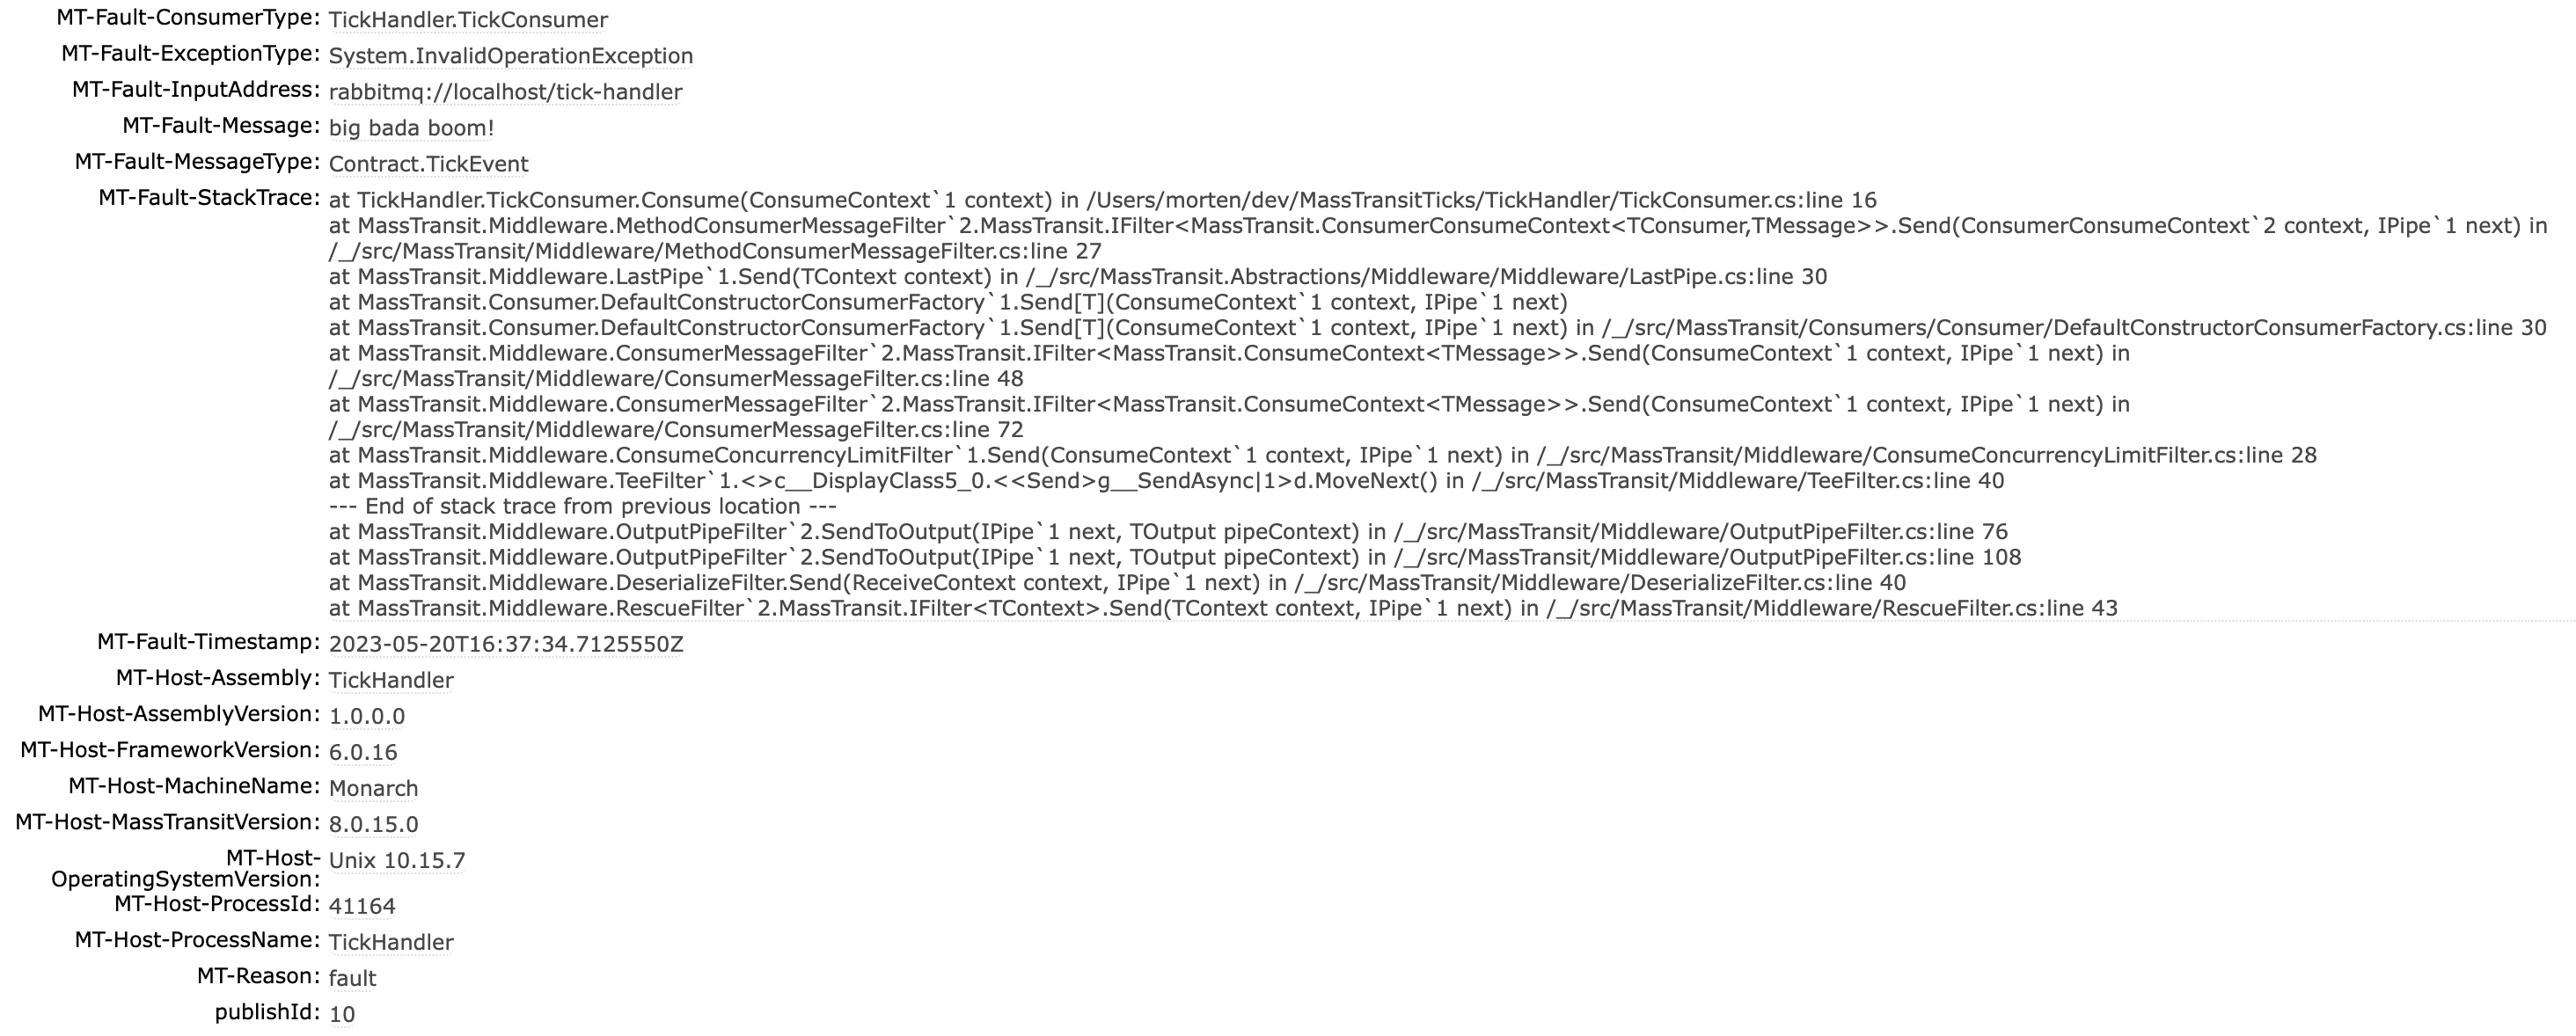 MT-Fault-ConsumerType: TickHandler.TickConsumer
MT-Fault-ExceptionType: System.InvalidOperationException
MT-Fault-InputAddress: rabbitmq://localhost/tick-handler
MT-Fault-Message: big bada boom!
MT-Fault-MessageType: Contract.TickEvent
MT-Fault-StackTrace: at TickHandler.TickConsumer.Consume(ConsumeContext`1 context) in /Users/morten/dev/MassTransitTicks/TickHandler/TickConsumer.cs:line 16
at MassTransit.Middleware.MethodConsumerMessageFilter`2.MassTransit.IFilter<MassTransit.ConsumerConsumeContext<TConsumer,TMessage>>.Send(ConsumerConsumeContext`2 context, IPipe`1 next) in
/_/src/MassTransit/Middleware/MethodConsumerMessageFilter.cs:line 27
at MassTransit.Middleware.LastPipe`1.Send(TContext context) in /_/src/MassTransit.Abstractions/Middleware/Middleware/LastPipe.cs:line 30
at MassTransit.Consumer.DefaultConstructorConsumerFactory`1.Send[T](ConsumeContext`1 context, IPipe`1 next)
at MassTransit.Consumer.DefaultConstructorConsumerFactory`1.Send[T](ConsumeContext`1 context, IPipe`1 next) in /_/src/MassTransit/Consumers/Consumer/DefaultConstructorConsumerFactory.cs:line 30
at MassTransit.Middleware.ConsumerMessageFilter`2.MassTransit.IFilter<MassTransit.ConsumeContext<TMessage>>.Send(ConsumeContext`1 context, IPipe`1 next) in
/_/src/MassTransit/Middleware/ConsumerMessageFilter.cs:line 48
at MassTransit.Middleware.ConsumerMessageFilter`2.MassTransit.IFilter<MassTransit.ConsumeContext<TMessage>>.Send(ConsumeContext`1 context, IPipe`1 next) in
/_/src/MassTransit/Middleware/ConsumerMessageFilter.cs:line 72
at MassTransit.Middleware.ConsumeConcurrencyLimitFilter`1.Send(ConsumeContext`1 context, IPipe`1 next) in /_/src/MassTransit/Middleware/ConsumeConcurrencyLimitFilter.cs:line 28
at MassTransit.Middleware.TeeFilter`1.<>c__DisplayClass5_0.<<Send>g__SendAsync|1>d.MoveNext() in /_/src/MassTransit/Middleware/TeeFilter.cs:line 40
--- End of stack trace from previous location ---
at MassTransit.Middleware.OutputPipeFilter`2.SendToOutput(IPipe`1 next, TOutput pipeContext) in /_/src/MassTransit/Middleware/OutputPipeFilter.cs:line 76
at MassTransit.Middleware.OutputPipeFilter`2.SendToOutput(IPipe`1 next, TOutput pipeContext) in /_/src/MassTransit/Middleware/OutputPipeFilter.cs:line 108
at MassTransit.Middleware.DeserializeFilter.Send(ReceiveContext context, IPipe`1 next) in /_/src/MassTransit/Middleware/DeserializeFilter.cs:line 40
at MassTransit.Middleware.RescueFilter`2.MassTransit.IFilter<TContext>.Send(TContext context, IPipe`1 next) in /_/src/MassTransit/Middleware/RescueFilter.cs:line 43
MT-Fault-Timestamp: 2023-05-20T16:37:34.7125550Z
MT-Host-Assembly: TickHandler
MT-Host-AssemblyVersion: 1.0.0.0
MT-Host-FrameworkVersion: 6.0.16
MT-Host-MachineName: Monarch
MT-Host-MassTransitVersion: 8.0.15.0
MT-Host- Unix 10.15.7
OperatingSystemVersion:
MT-Host-ProcessId: 41164
MT-Host-ProcessName: TickHandler
MT-Reason: fault
publishId: 10